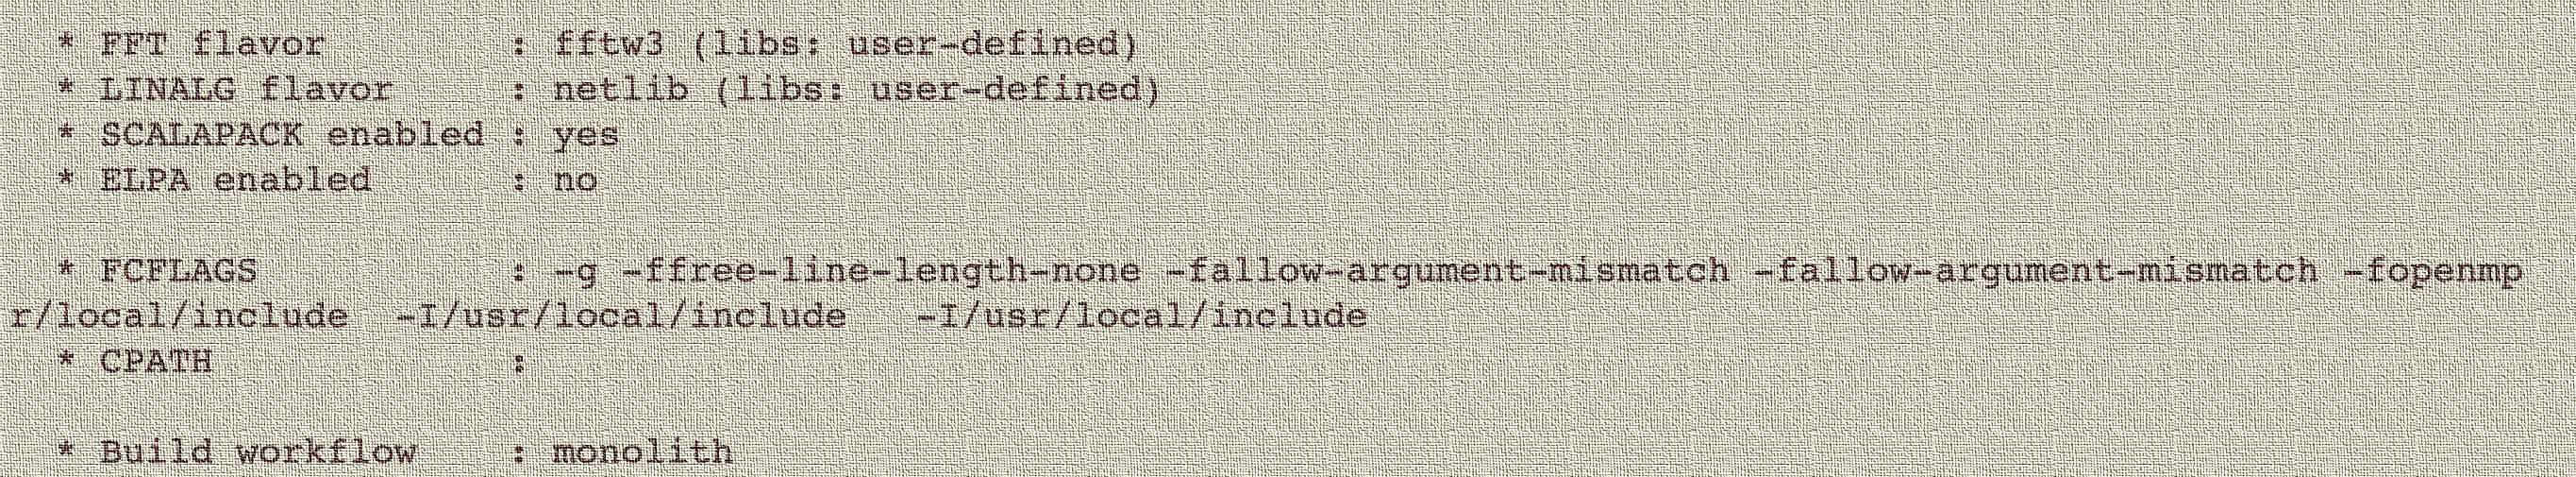 * FFT flavor        : fftw3 (libs: user-defined)
* LINALG flavor     : netlib (libs: user-defined)
* SCALAPACK enabled : yes
* ELPA enabled      : no
* FCFLAGS           : -g -ffree-line-length-none -fallow-argument-mismatch -fallow-argument-mismatch -fopenmp
r/local/include  -I/usr/local/include   -I/usr/local/include
* CPATH             :
* Build workflow    : monolith